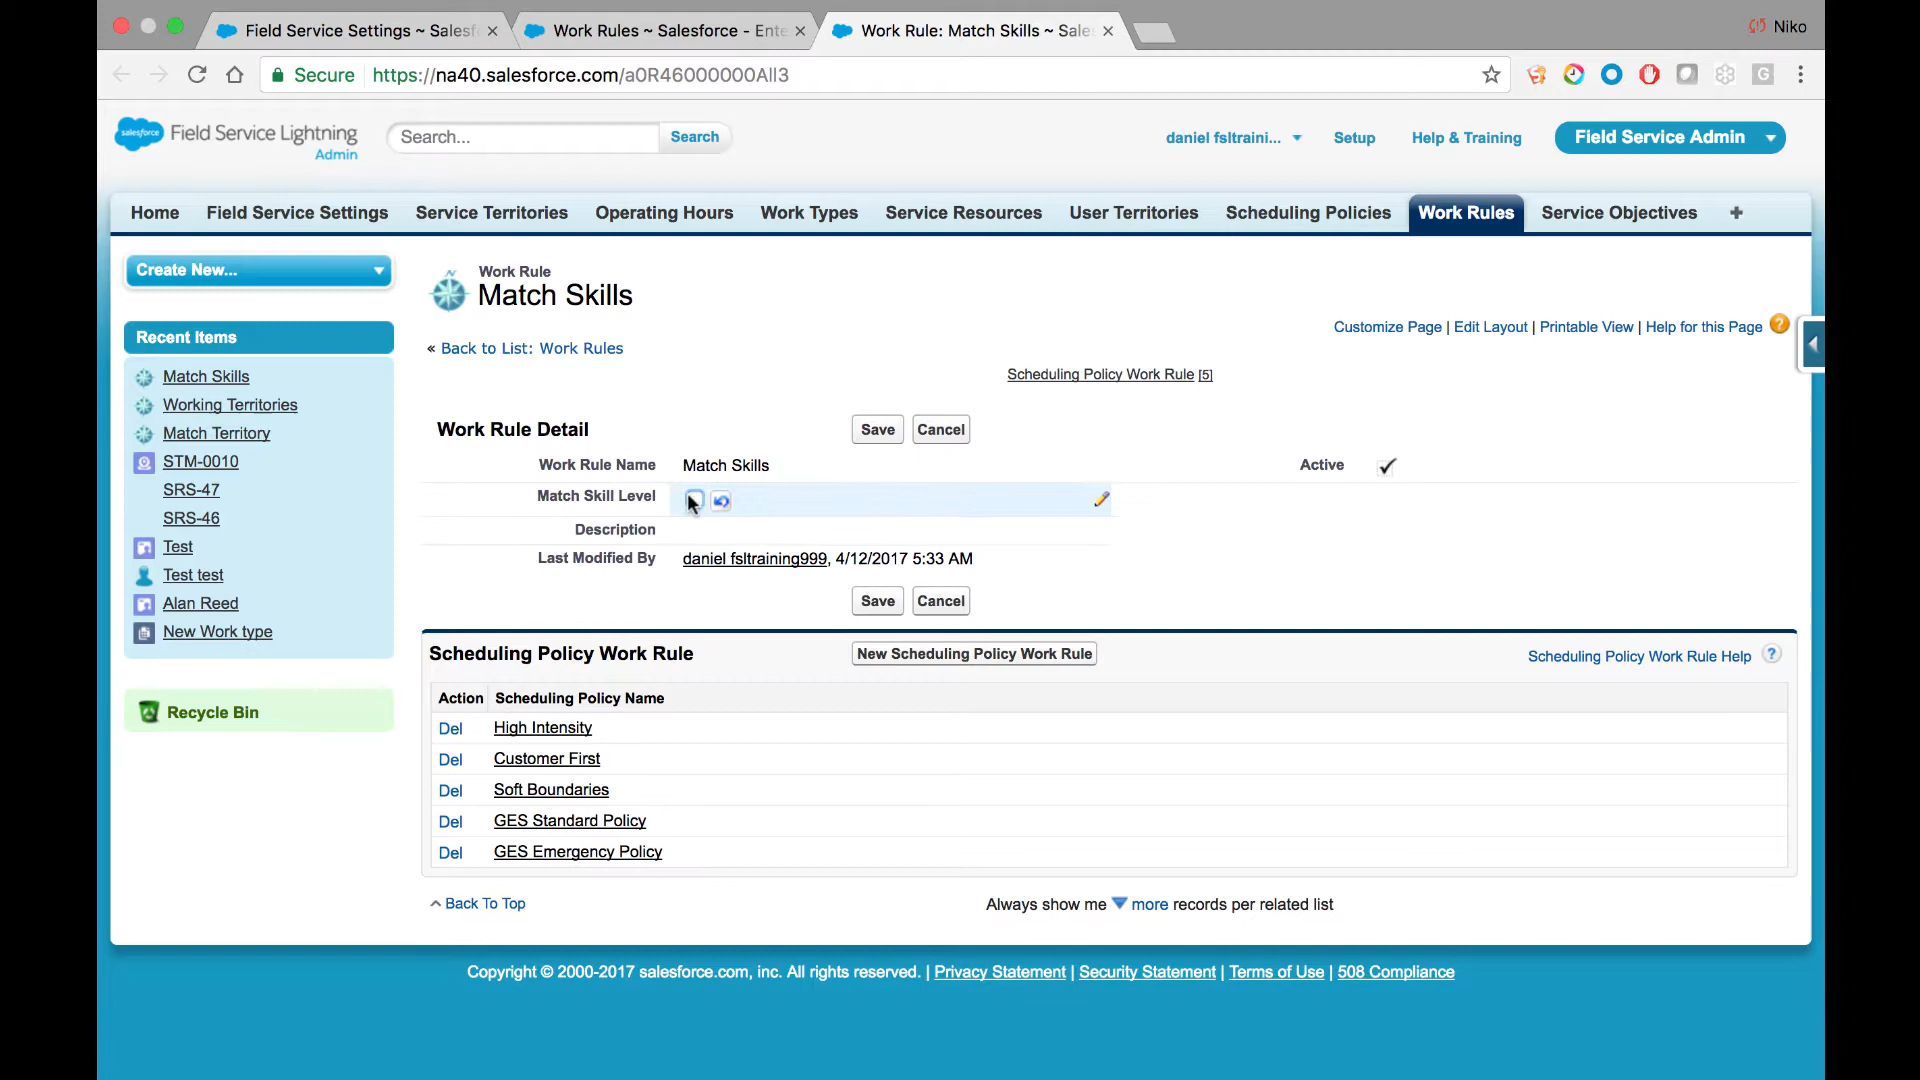 Field Service Settings ~ Salesf
Work Rules ~ Salesforce - Ente
Work Rule: Match Skills ~ Sale
Niko
Secure
https://na40.salesforce.com/a0R46000000AlI3
G
salesforce
Field Service Lightning
Admin
Search...
Search
daniel fsltraini...
Setup
Help & Training
Field Service Admin
Home
Field Service Settings
Service Territories
Operating Hours
Work Types
Service Resources
User Territories
Scheduling Policies
Work Rules
Service Objectives
+
Create New...
Recent Items
Match Skills
Working Territories
Match Territory
STM-0010
SRS-47
SRS-46
Test
Test test
Alan Reed
New Work type
Recycle Bin
Work Rule
Match Skills
Customize Page | Edit Layout | Printable View | Help for this Page ?
« Back to List: Work Rules
Scheduling Policy Work Rule [5]
Work Rule Detail
Save
Cancel
Work Rule Name Match Skills
Active
Match Skill Level
Description
Last Modified By daniel fsltraining999, 4/12/2017 5:33 AM
Save
Cancel
Scheduling Policy Work Rule
New Scheduling Policy Work Rule
Scheduling Policy Work Rule Help ?
Action Scheduling Policy Name
Del High Intensity
Del Customer First
Del Soft Boundaries
Del GES Standard Policy
Del GES Emergency Policy
Back To Top
Always show me more records per related list
Copyright © 2000-2017 salesforce.com, inc. All rights reserved. | Privacy Statement | Security Statement | Terms of Use | 508 Compliance